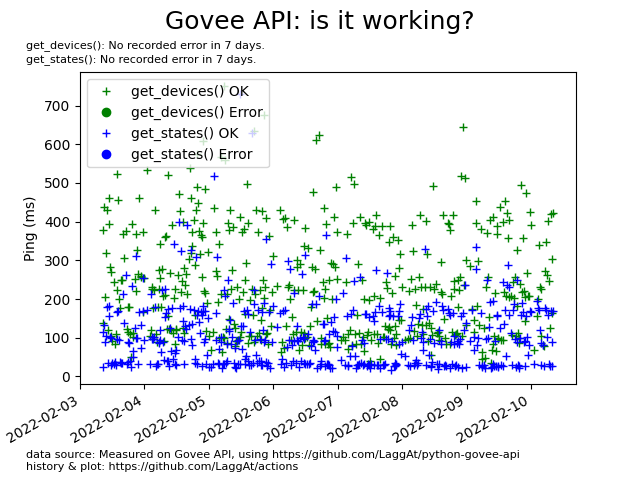 Govee API: is it working?
get_devices(): No recorded error in 7 days.
get_states(): No recorded error in 7 days.
get_devices() OK
get_devices() Error
get_states() OK
get_states() Error
Ping (ms)
700
600
500
400
300
200
100
0
2022-02-03
2022-02-04
2022-02-05
2022-02-06
2022-02-07
2022-02-08
2022-02-09
2022-02-10
data source: Measured on Govee API, using https://github.com/LaggAt/python-govee-api
history & plot: https://github.com/LaggAt/actions